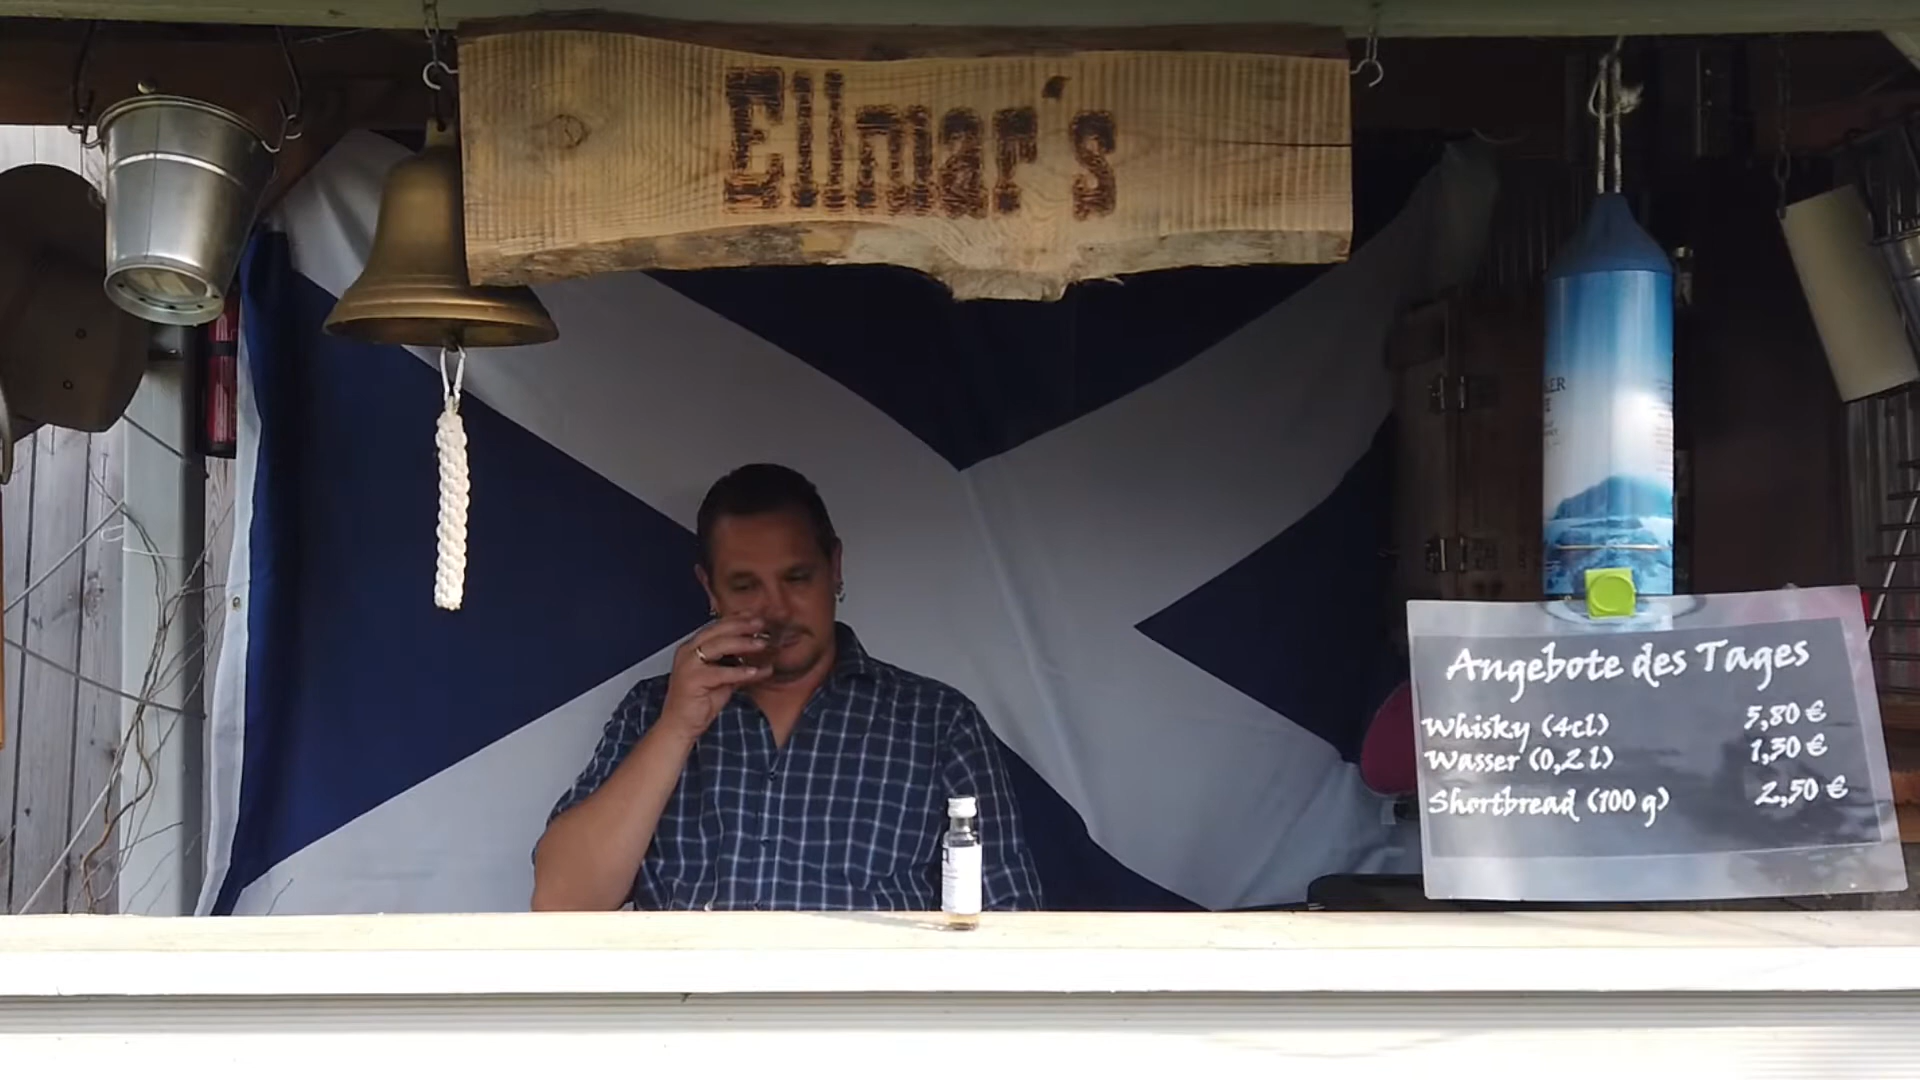 Ellmar's
Angebote des Tages
Whisky (4cl) 5,80 €
Wasser (0,2 l) 1,30 €
Shortbread (100 g) 2,50 €